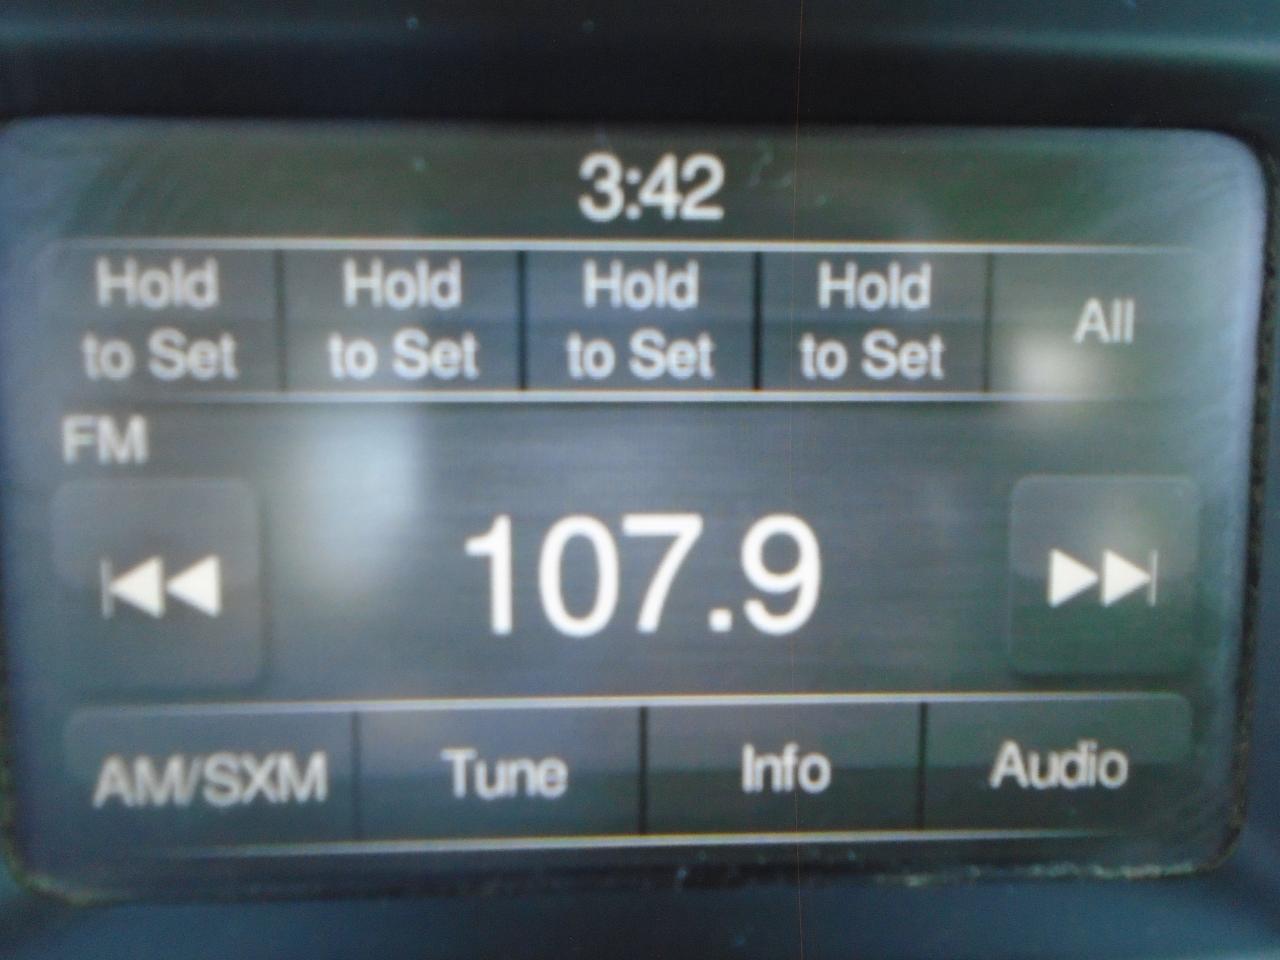 3:42
Hold to Set
Hold to Set
Hold to Set
Hold to Set
All
FM
107.9
AM/SXM
Tune
Info
Audio